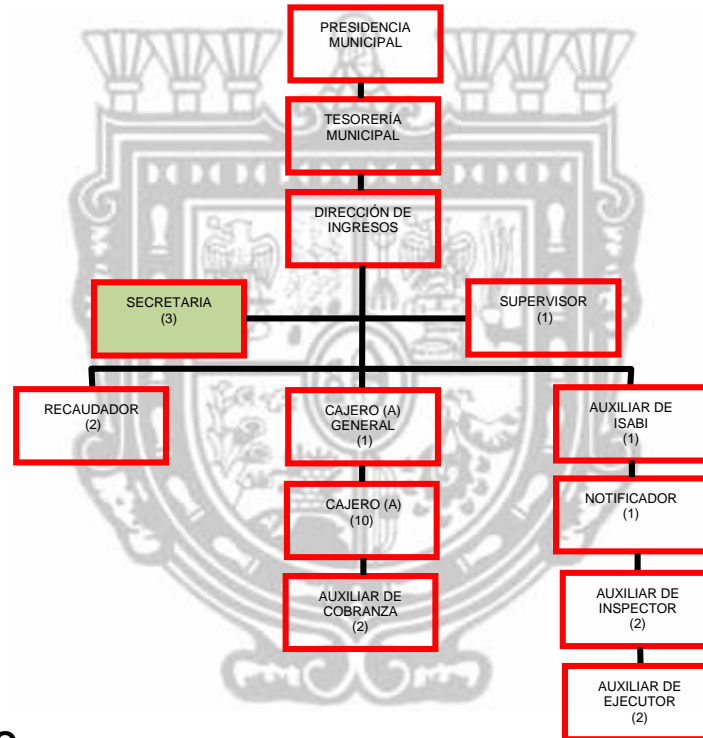 PRESIDENCIA
MUNICIPAL
TESORERÍA
MUNICIPAL
DIRECCIÓN DE
INGRESOS
SECRETARIA
(3)
SUPERVISOR
(1)
RECAUDADOR
(2)
CAJERO (A)
GENERAL
(1)
AUXILIAR DE
ISABI
(1)
CAJERO (A)
(10)
NOTIFICADOR
(1)
AUXILIAR DE
COBRANZA
(2)
AUXILIAR DE
INSPECTOR
(2)
AUXILIAR DE
EJECUTOR
(2)